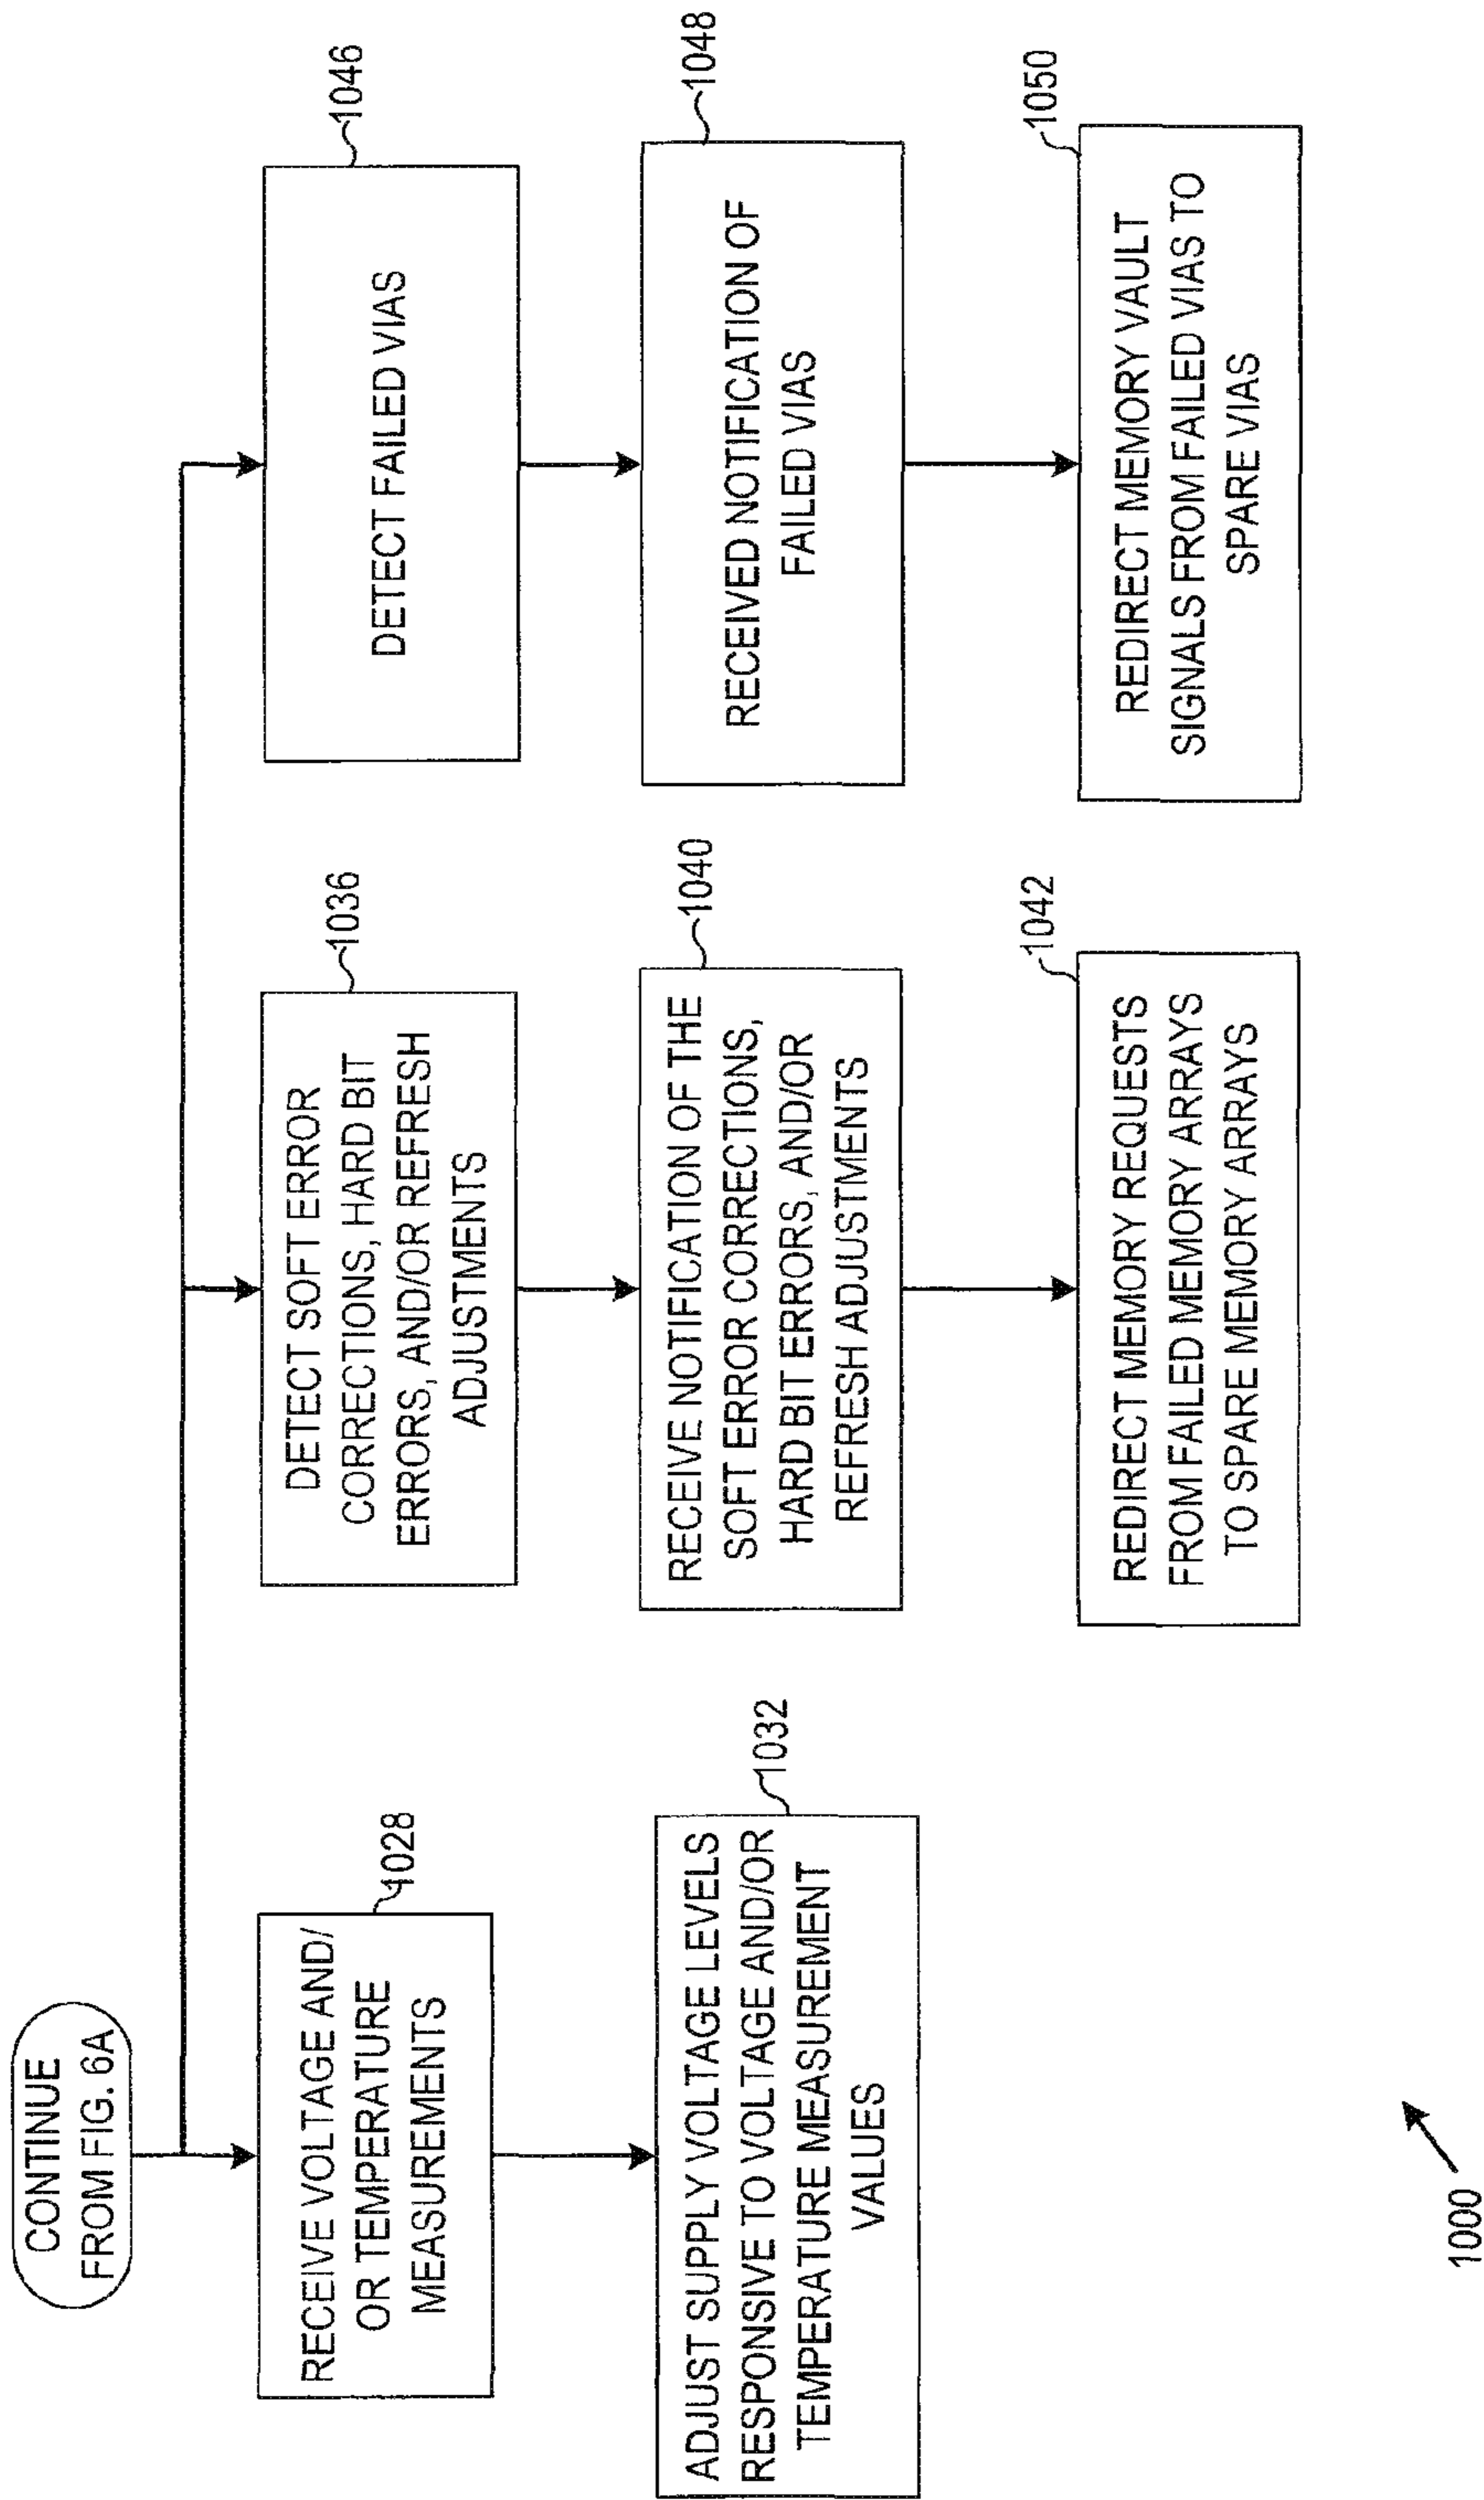 CONTINUE
FROM FIG. 6A
RECEIVE VOLTAGE AND/
OR TEMPERATURE
MEASUREMENTS
1028
ADJUST SUPPLY VOLTAGE LEVELS
RESPONSIVE TO VOLTAGE AND/OR
TEMPERATURE MEASUREMENT
VALUES
1032
DETECT SOFT ERROR
CORRECTIONS, HARD BIT
ERRORS, AND/OR REFRESH
ADJUSTMENTS
1036
RECEIVE NOTIFICATION OF THE
SOFT ERROR CORRECTIONS,
HARD BIT ERRORS, AND/OR
REFRESH ADJUSTMENTS
1040
REDIRECT MEMORY REQUESTS
FROM FAILED MEMORY ARRAYS
TO SPARE MEMORY ARRAYS
1042
DETECT FAILED VIAS
1046
RECEIVED NOTIFICATION OF
FAILED VIAS
1048
REDIRECT MEMORY VAULT
SIGNALS FROM FAILED VIAS TO
SPARE VIAS
1050
1000